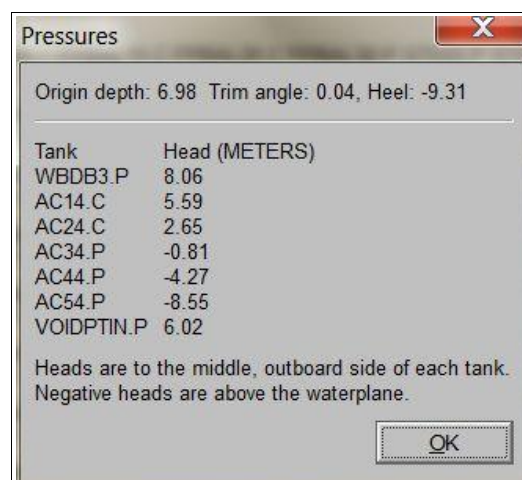 Pressures
X
Origin depth: 6.98 Trim angle: 0.04, Heel: -9.31
Tank Head (METERS)
WBDB3.P 8.06
AC14.C 5.59
AC24.C 2.65
AC34.P -0.81
AC44.P -4.27
AC54.P -8.55
VOIDPTIN.P 6.02
Heads are to the middle, outboard side of each tank.
Negative heads are above the waterplane.
OK